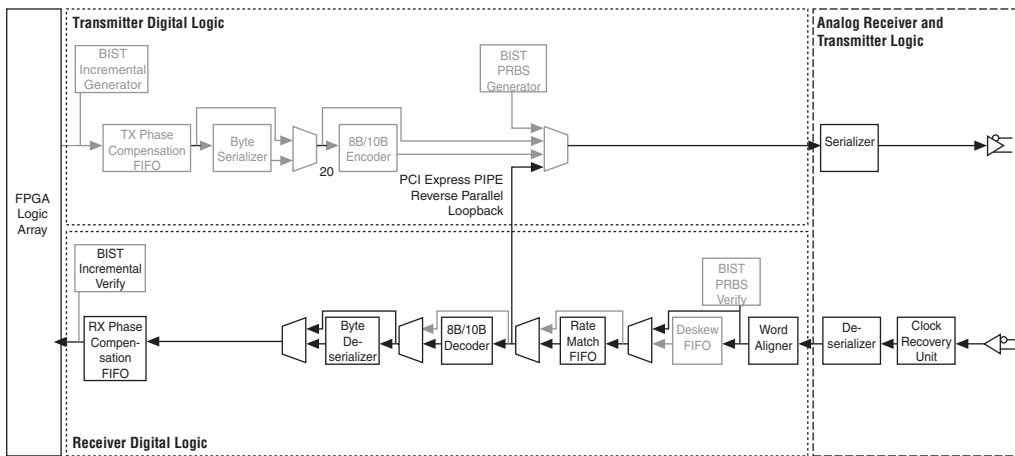 Transmitter Digital Logic
Analog Receiver and
Transmitter Logic
BIST
Incremental
Generator
BIST
PRBS
Generator
TX Phase
Compensation
FIFO
Byte
Serializer
20
8B/10B
Encoder
Serializer
PCI Express PIPE
Reverse Parallel
Loopback
FPGA
Logic
Array
BIST
Incremental
Verify
BIST
PRBS
Verify
RX Phase
Compen-
sation
FIFO
Byte
De-
serializer
8B/10B
Decoder
Rate
Match
FIFO
Deskew
FIFO
Word
Aligner
De-
serializer
Clock
Recovery
Unit
Receiver Digital Logic